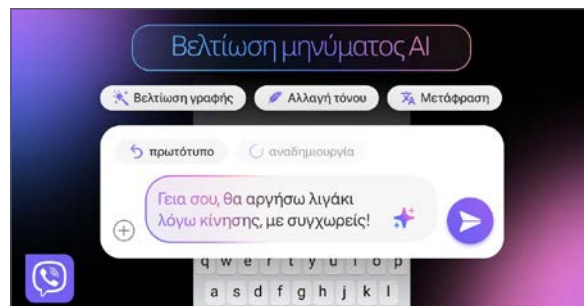 Βελτίωση μηνύματος AI
Βελτίωση γραφής Αλλαγή τόνου Μετάφραση
πρωτότυπο αναδημιουργία
Γεια σου, θα αργήσω λιγάκι
λόγω κίνησης, με συγχωρείς!
q w e r t y u i o p
a s d f g h j k l